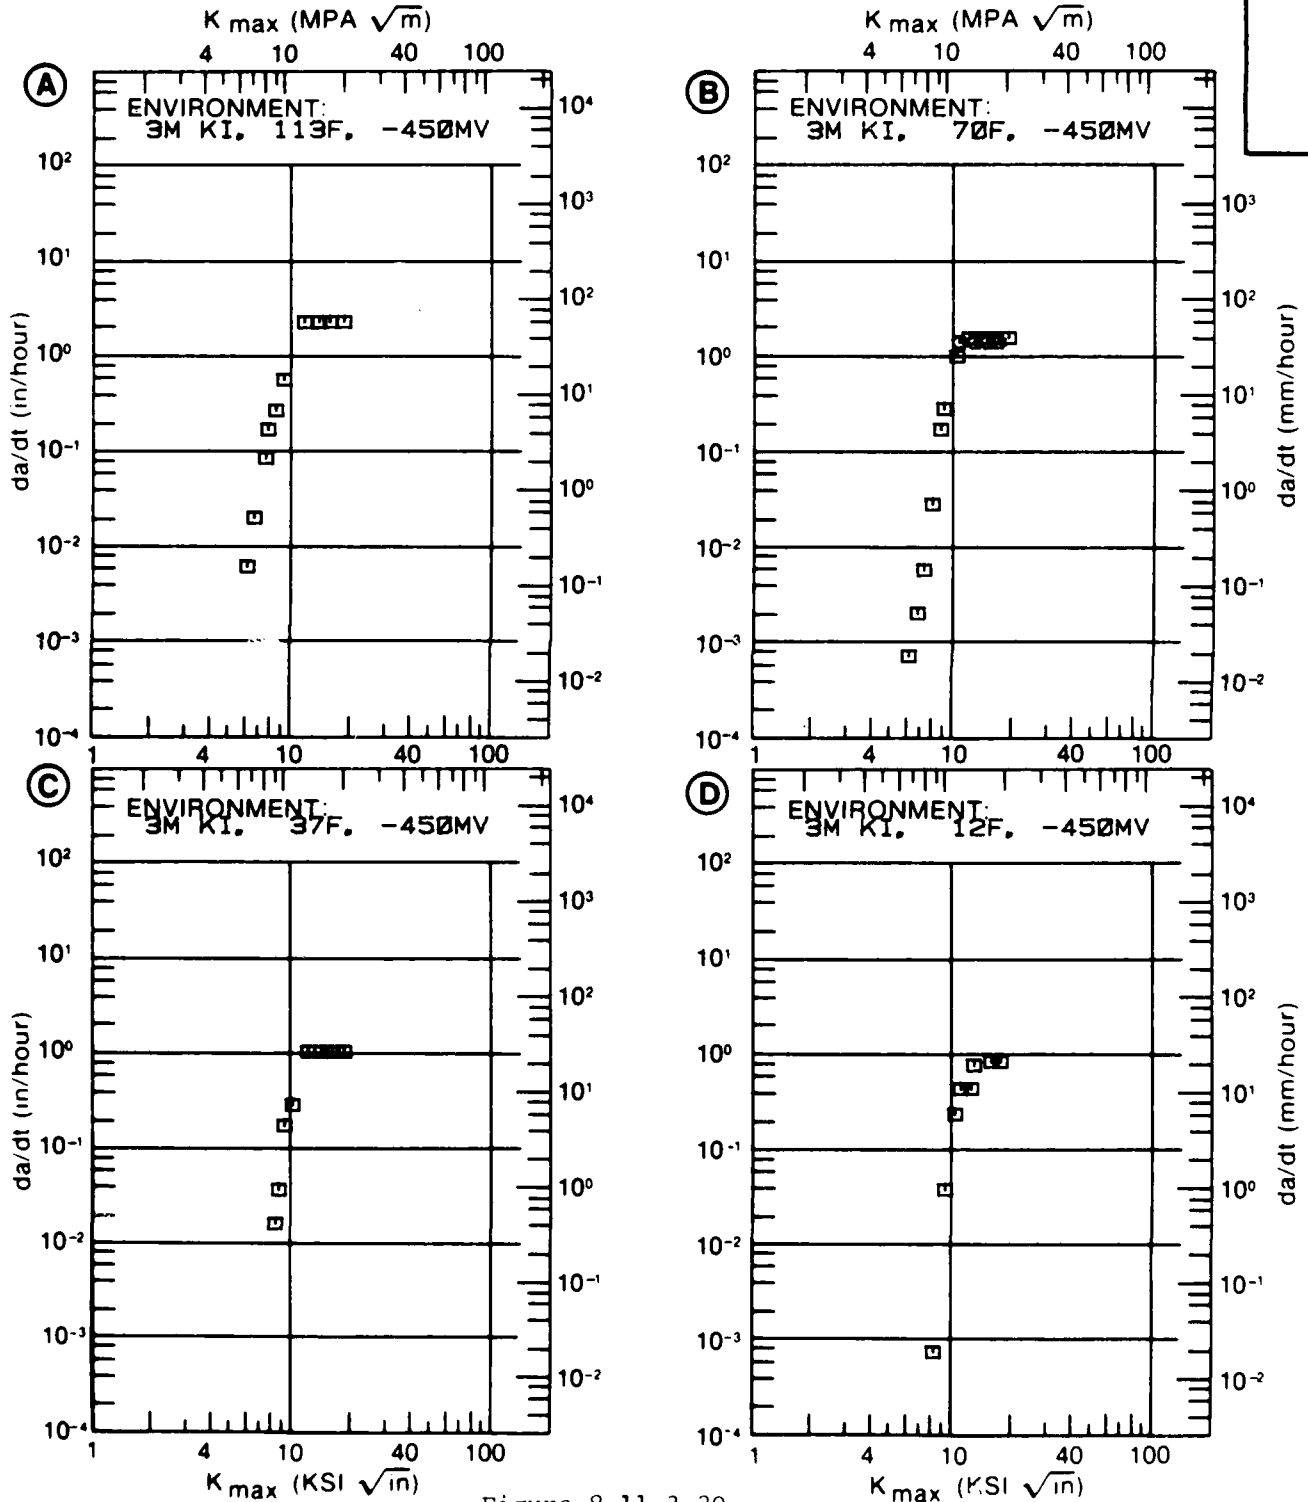 K max (MPA √m)
4 10 40 100
A
ENVIRONMENT:
3M KI. 113F. -450MV
10⁴
10³
10²
10¹
10⁰
10⁻¹
10⁻²
10²
10¹
10⁰
10⁻¹
10⁻²
10⁻³
10⁻⁴
da/dt (in/hour)
1 4 10 40 100
K max (MPA √m)
4 10 40 100
B
ENVIRONMENT:
3M KI. 70F. -450MV
10²
10¹
10⁰
10⁻¹
10⁻²
10⁻³
10⁻⁴
10³
10²
10¹
10⁰
10⁻¹
10⁻²
da/dt (mm/hour)
1 4 10 40 100
C
ENVIRONMENT:
3M KI. 37F. -450MV
10²
10¹
10⁰
10⁻¹
10⁻²
10⁻³
10⁻⁴
10⁴
10³
10²
10¹
10⁰
10⁻¹
10⁻²
da/dt (in/hour)
1 4 10 40 100
K max (KSI √in)
D
ENVIRONMENT:
3M KI. 12F. -450MV
10²
10¹
10⁰
10⁻¹
10⁻²
10⁻³
10⁻⁴
10⁴
10³
10²
10¹
10⁰
10⁻¹
10⁻²
da/dt (mm/hour)
1 4 10 40 100
K max (KSI √in)